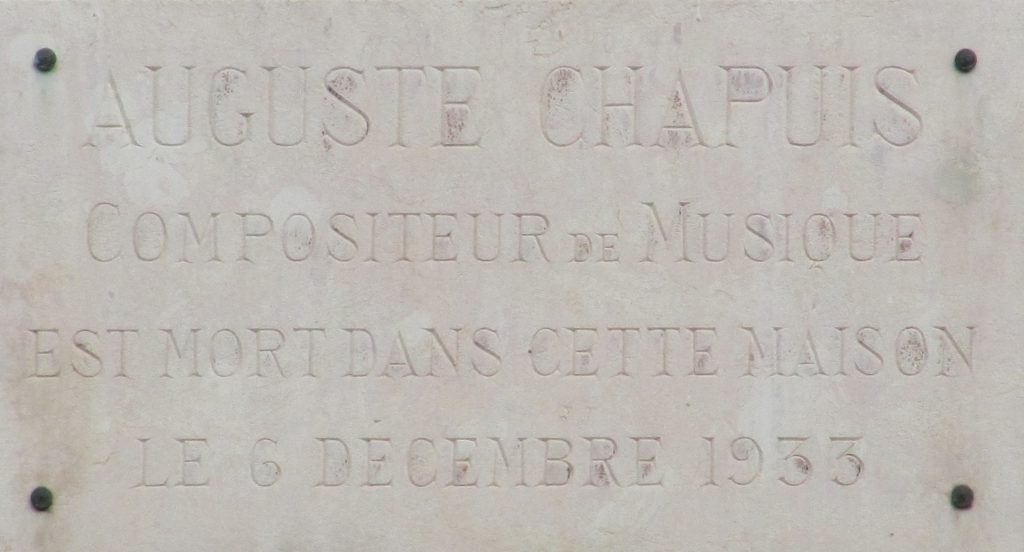 AUGUSTE CHAPUIS
COMPOSITEUR DE MUSIQUE
EST MORT DANS CETTE MAISON
LE 6 DÉCEMBRE 1933